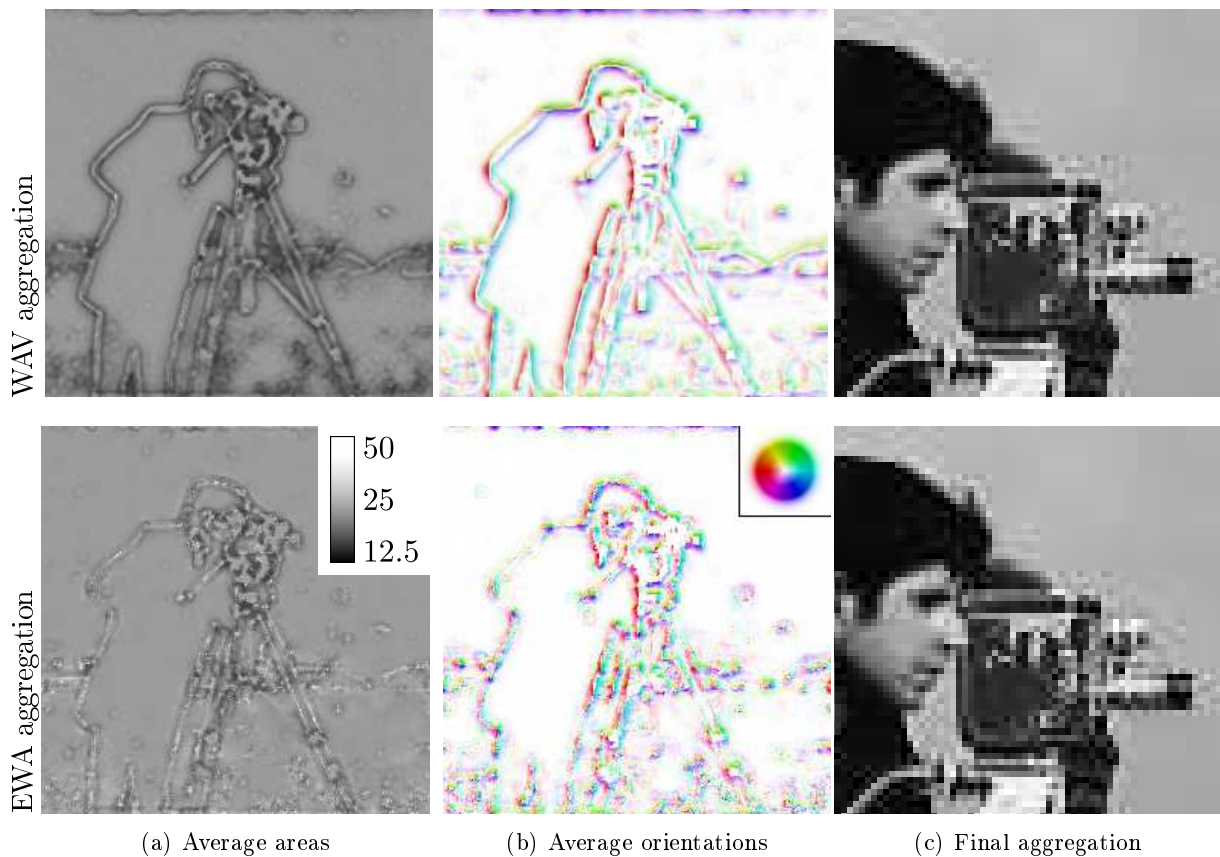 WAV aggregation
EWA aggregation
50
25
12.5
(a) Average areas
(b) Average orientations
(c) Final aggregation